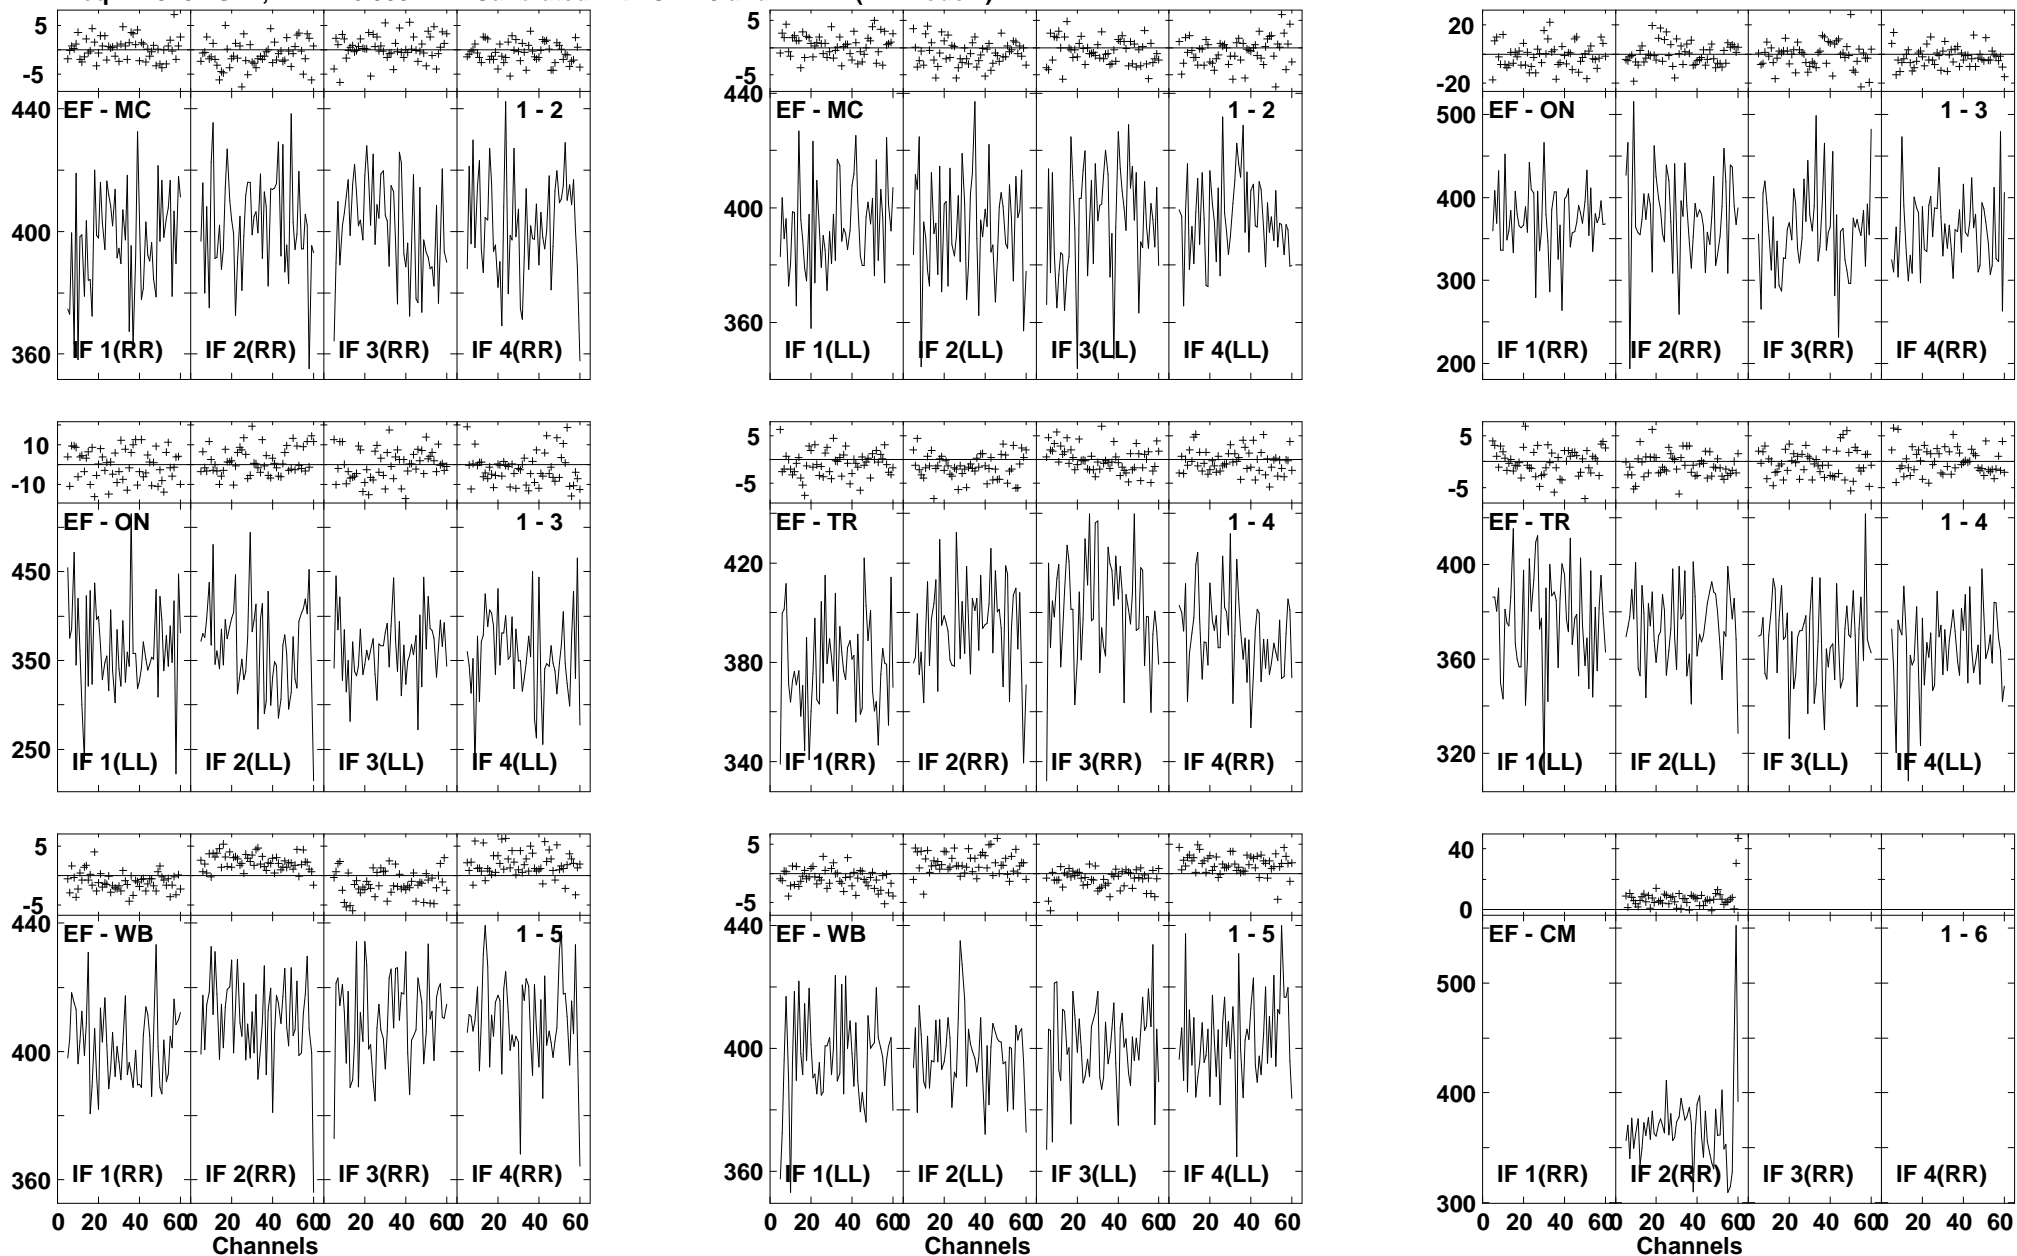 5
-5
440
400
360
EF - MC
1 - 2
IF 1(RR)
IF 2(RR)
IF 3(RR)
IF 4(RR)
5
-5
440
400
360
EF - MC
1 - 2
IF 1(LL)
IF 2(LL)
IF 3(LL)
IF 4(LL)
20
-20
500
400
300
200
EF - ON
1 - 3
IF 1(RR)
IF 2(RR)
IF 3(RR)
IF 4(RR)
10
-10
450
350
250
EF - ON
1 - 3
IF 1(LL)
IF 2(LL)
IF 3(LL)
IF 4(LL)
5
-5
420
380
340
EF - TR
1 - 4
IF 1(RR)
IF 2(RR)
IF 3(RR)
IF 4(RR)
5
-5
400
360
320
EF - TR
1 - 4
IF 1(LL)
IF 2(LL)
IF 3(LL)
IF 4(LL)
5
-5
440
400
360
EF - WB
1 - 5
IF 1(RR)
IF 2(RR)
IF 3(RR)
IF 4(RR)
0 20 40 60 0 20 40 60 0 20 40 60 0 20 40 60
Channels
5
-5
440
400
360
EF - WB
1 - 5
IF 1(LL)
IF 2(LL)
IF 3(LL)
IF 4(LL)
0 20 40 60 0 20 40 60 0 20 40 60 0 20 40 60
Channels
40
0
500
400
300
EF - CM
1 - 6
IF 1(RR)
IF 2(RR)
IF 3(RR)
IF 4(RR)
0 20 40 60 0 20 40 60 0 20 40 60 0 20 40 60
Channels